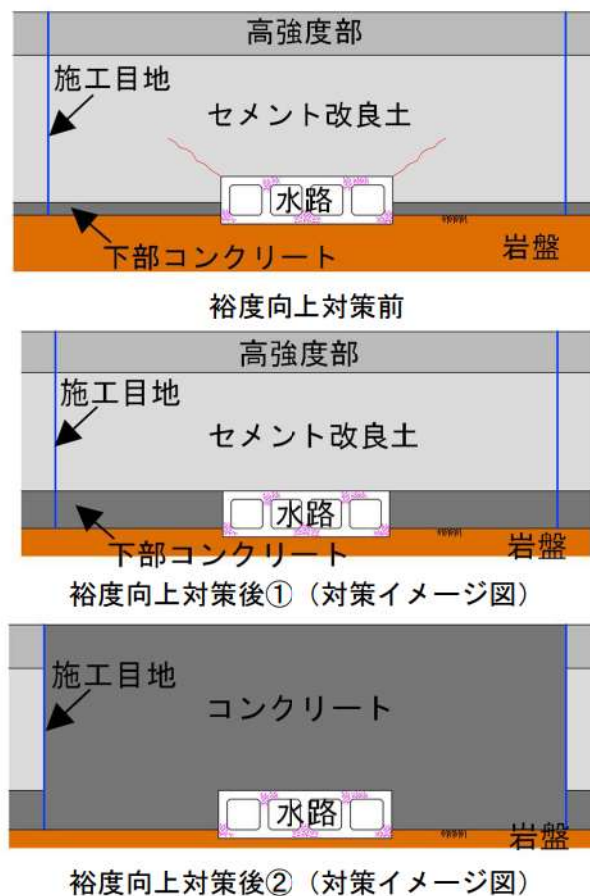 高強度部
施工目地
セメント改良土
水路
下部コンクリート
岩盤
裕度向上対策前
高強度部
施工目地
セメント改良土
水路
下部コンクリート
岩盤
裕度向上対策後①（対策イメージ図）
施工目地
コンクリート
水路
岩盤
裕度向上対策後②（対策イメージ図）